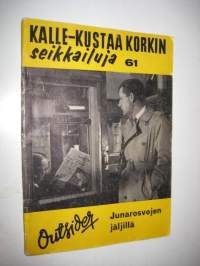 KALLE-KUSTAA KORKIN
seikkailuja 61
Outsider
Junarosvojen
jäljillä